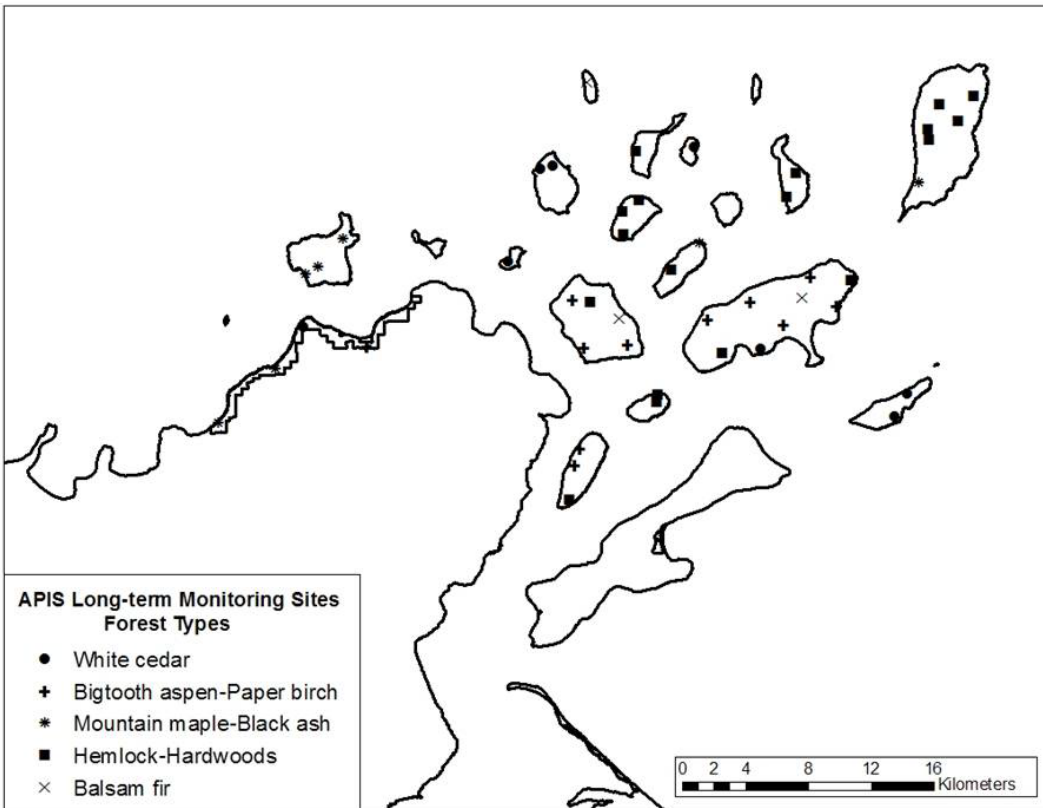 APIS Long-term Monitoring Sites
Forest Types
White cedar
Bigtooth aspen-Paper birch
Mountain maple-Black ash
Hemlock-Hardwoods
Balsam fir
0 2 4 8 12 16
Kilometers